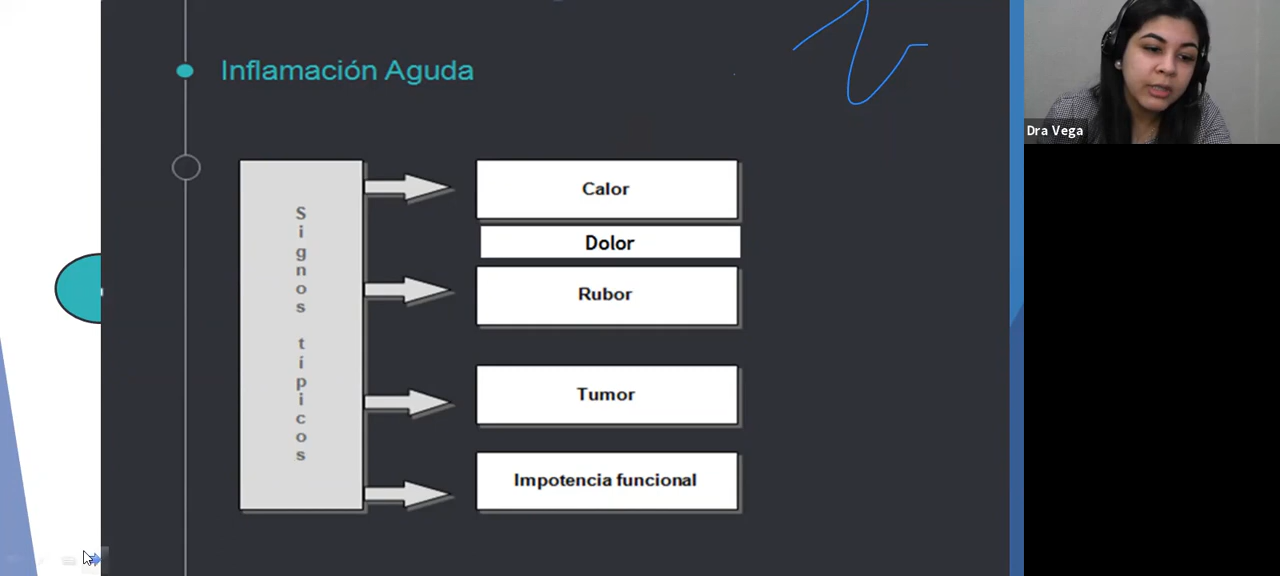 Inflamación Aguda
Signos típicos
Calor
Dolor
Rubor
Tumor
Impotencia funcional
Dra Vega